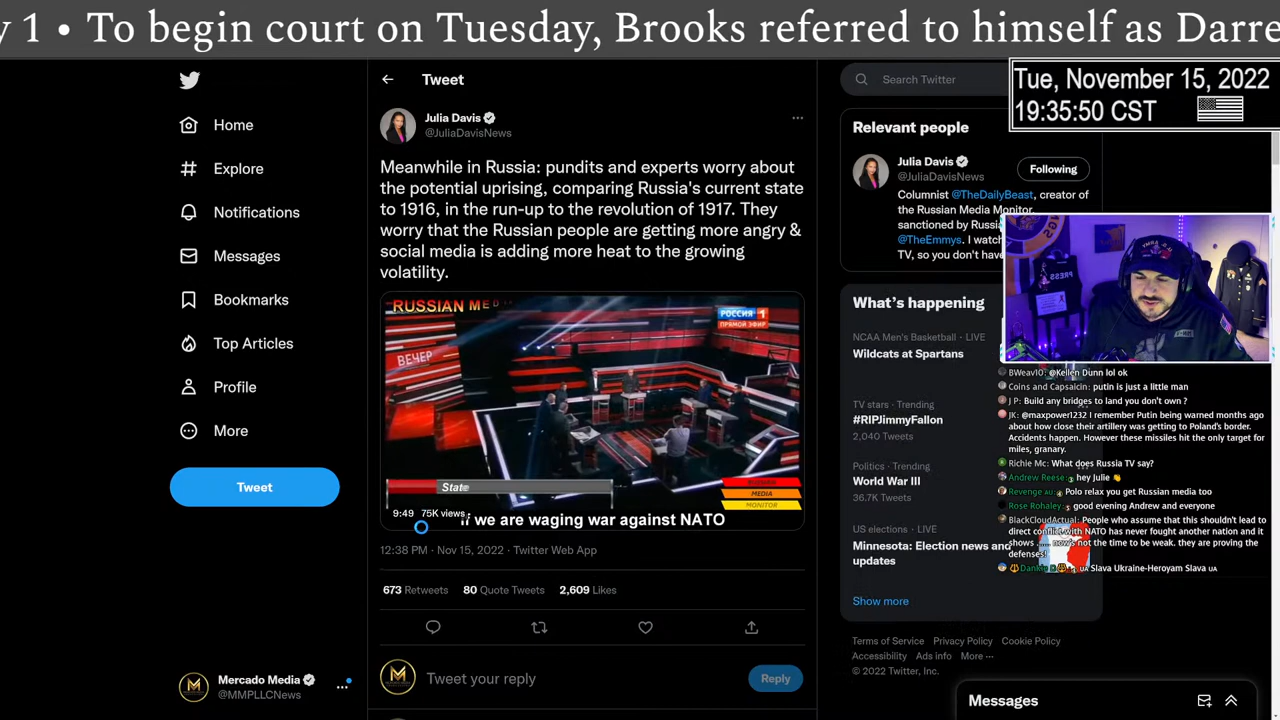 y 1 • To begin court on Tuesday, Brooks referred to himself as Darre
Tue, November 15, 2022
19:35:50 CST
Home
Explore
Notifications
Messages
Bookmarks
Top Articles
Profile
More
Tweet
Mercado Media
@MMPLLCNews
Tweet
Julia Davis
@JuliaDavisNews
Meanwhile in Russia: pundits and experts worry about
the potential uprising, comparing Russia's current state
to 1916, in the run-up to the revolution of 1917. They
worry that the Russian people are getting more angry &
social media is adding more heat to the growing
volatility.
RUSSIAN MED
РОССИЯ 1
ПРЯМОЙ ЭФИР
ВЕЧЕР
State
RUSSIAN
MEDIA
MONITOR
9:49 75K views
If we are waging war against NATO
12:38 PM · Nov 15, 2022 · Twitter Web App
673 Retweets 80 Quote Tweets 2,609 Likes
Tweet your reply
Reply
Search Twitter
Relevant people
Julia Davis
@JuliaDavisNews
Following
Columnist @TheDailyBeast, creator of
the Russian Media Monitor,
sanctioned by Russia
@TheEmmys. I watch
TV, so you don't have
What's happening
NCAA Men's Basketball · LIVE
Wildcats at Spartans
TV stars · Trending
#RIPJimmyFallon
2,040 Tweets
Politics · Trending
World War III
36.7K Tweets
US elections · LIVE
Minnesota: Election news and
updates
Show more
Terms of Service Privacy Policy Cookie Policy
Accessibility Ads info More ···
© 2022 Twitter, Inc.
Messages
PRESS
BWeav10: @Kellen Dunn lol ok
Coins and Capsaicin: putin is just a little man
J P: Build any bridges to land you don't own ?
JK: @maxpower1232 I remember Putin being warned months ago
about how close their artillery was getting to Poland's border.
Accidents happen. However these missiles hit the only target for
miles, granary.
Richie Mc: What does Russia TV say?
Andrew Reese: hey Julie
Revenge AU: Polo relax you get Russian media too
Rose Rohaley: good evening Andrew and everyone
BlackCloudActual: People who assume that this shouldn't lead to
direct conflict with NATO has never fought another nation and it
shows .... now's not the time to be weak. they are proving the
defenses!
Slava Ukraine-Heroyam Slava UA